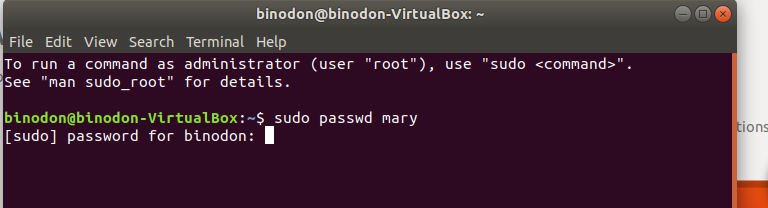 binodon@binodon-VirtualBox: ~
File Edit View Search Terminal Help
To run a command as administrator (user "root"), use "sudo <command>".
See "man sudo_root" for details.
binodon@binodon-VirtualBox:~$ sudo passwd mary
[sudo] password for binodon: